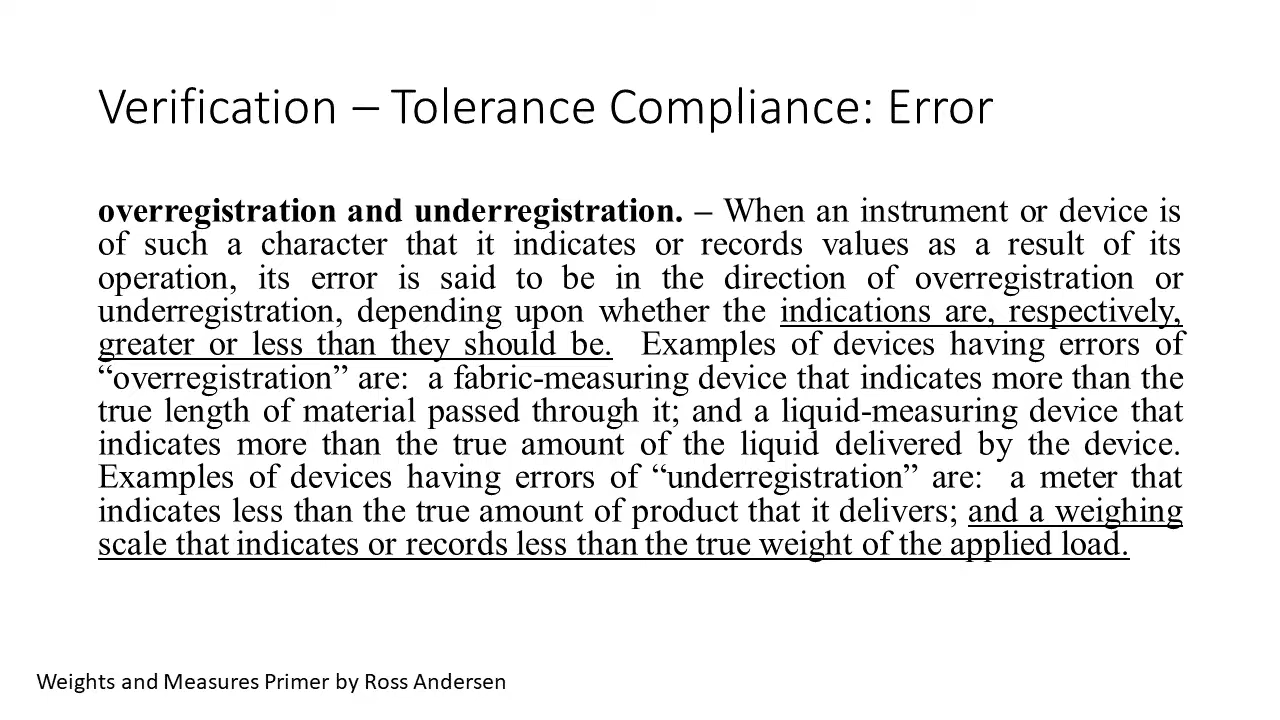 Verification – Tolerance Compliance: Error
overregistration and underregistration. – When an instrument or device is
of such a character that it indicates or records values as a result of its
operation, its error is said to be in the direction of overregistration or
underregistration, depending upon whether the indications are, respectively,
greater or less than they should be.  Examples of devices having errors of
“overregistration” are:  a fabric-measuring device that indicates more than the
true length of material passed through it; and a liquid-measuring device that
indicates more than the true amount of the liquid delivered by the device.
Examples of devices having errors of “underregistration” are:  a meter that
indicates less than the true amount of product that it delivers; and a weighing
scale that indicates or records less than the true weight of the applied load.
Weights and Measures Primer by Ross Andersen